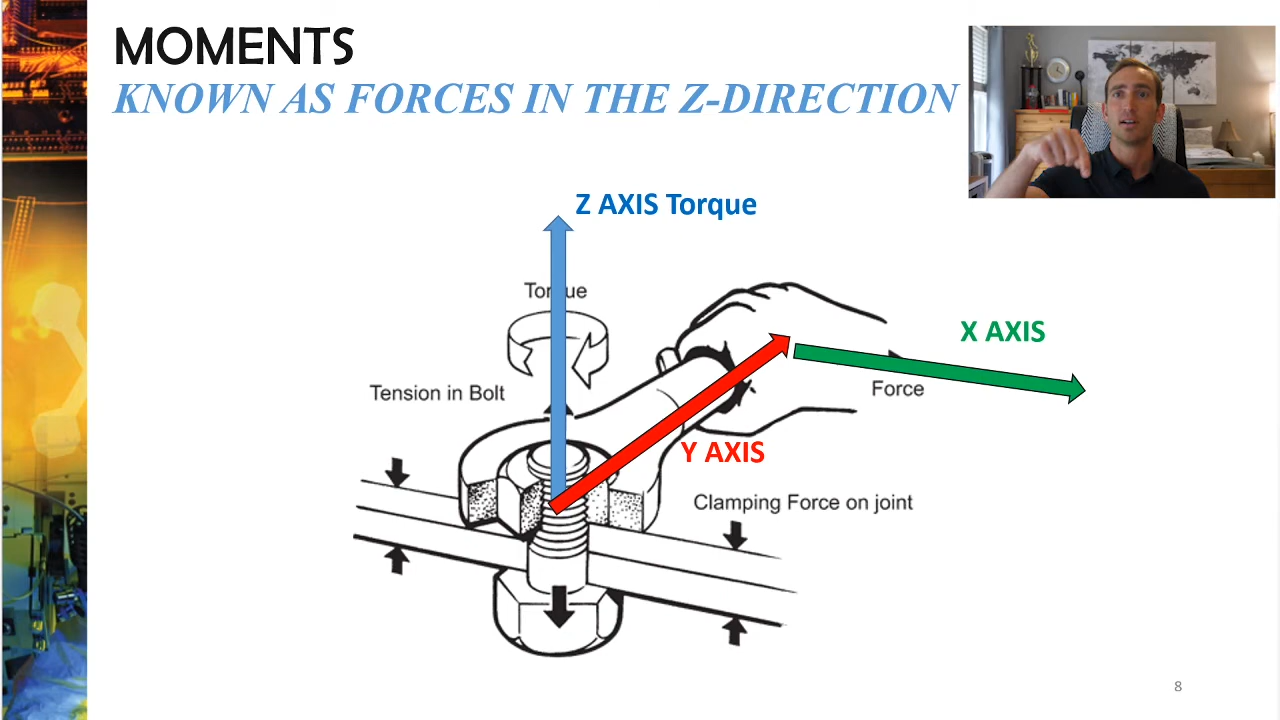 MOMENTS
KNOWN AS FORCES IN THE Z-DIRECTION
Z AXIS Torque
Torque
X AXIS
Force
Tension in Bolt
Y AXIS
Clamping Force on joint
8